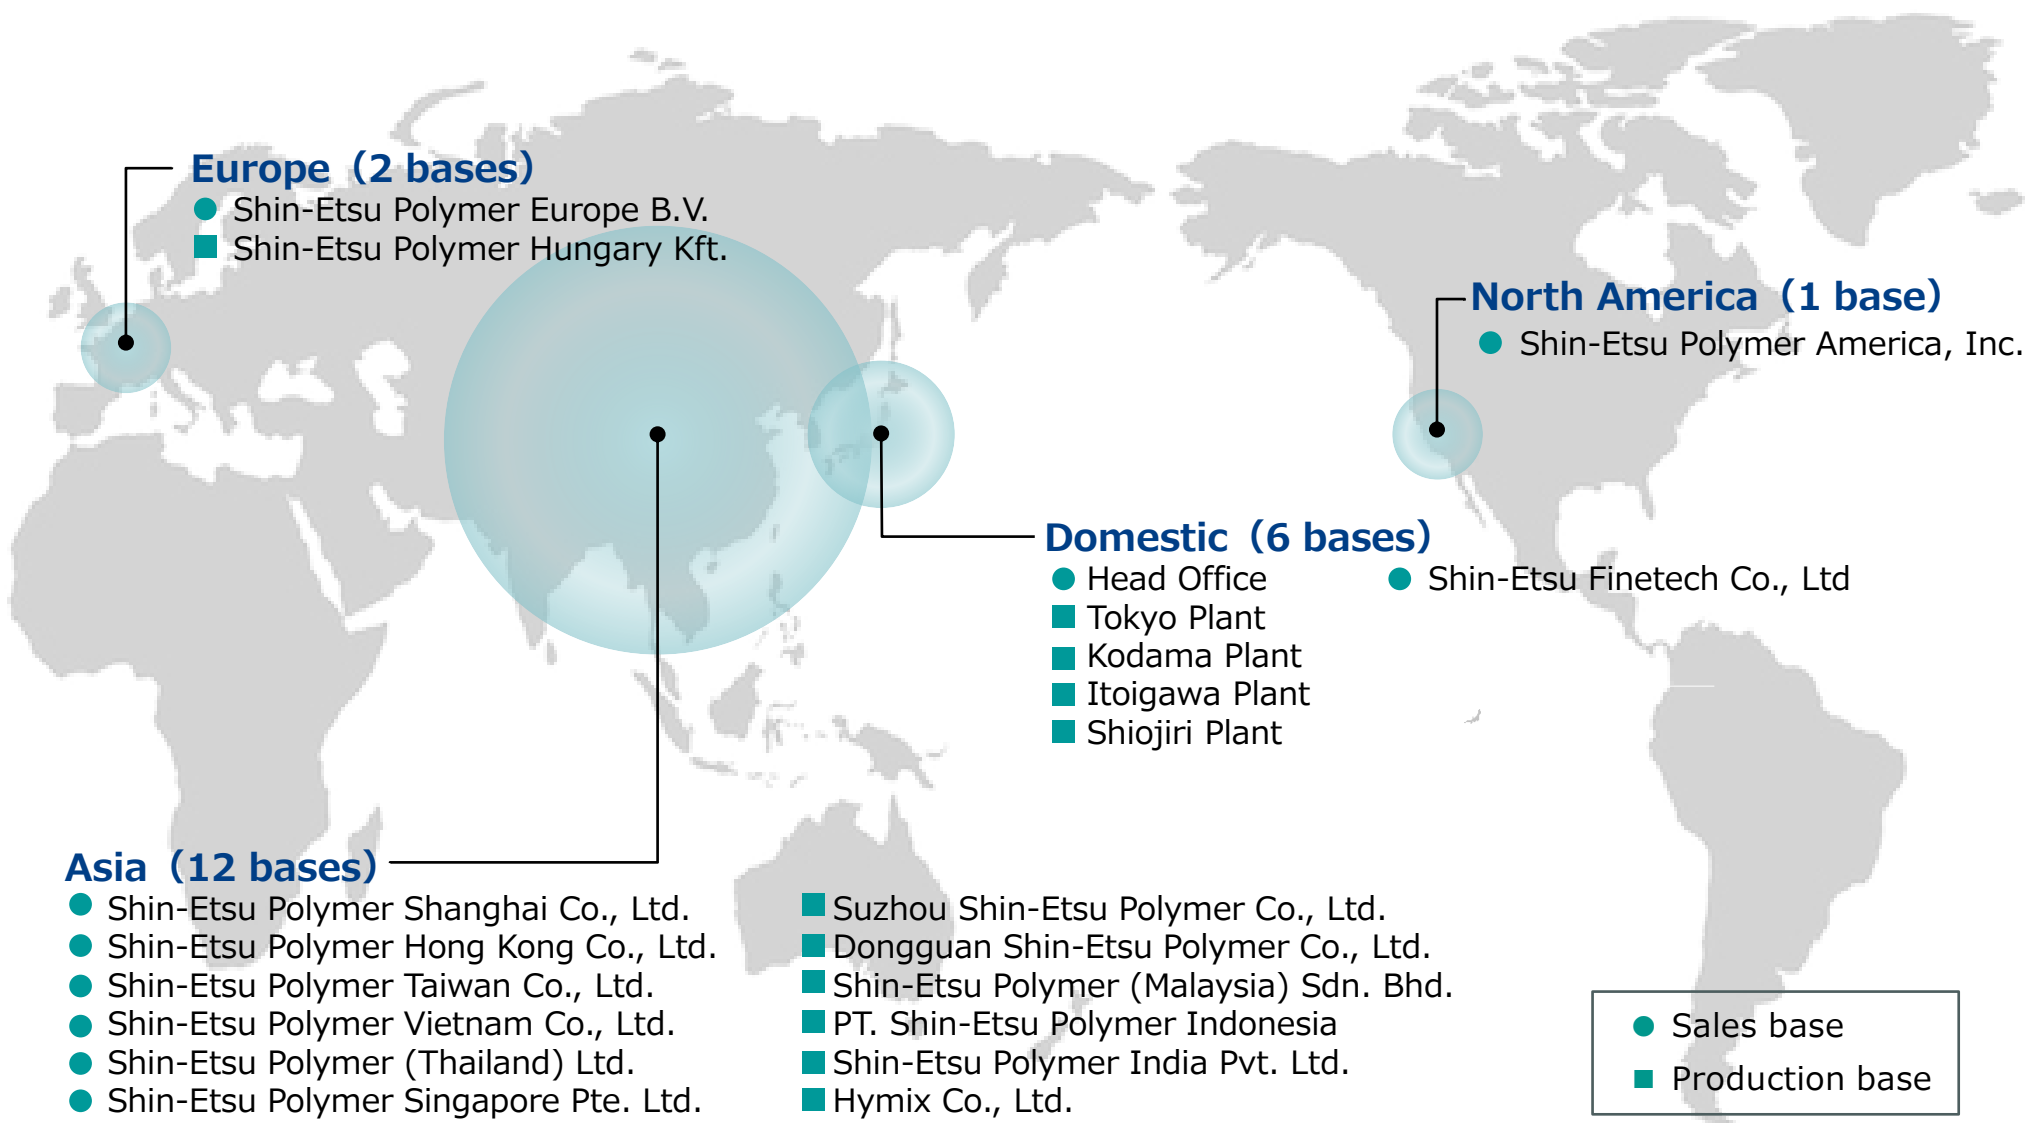 Europe（2 bases）
Shin-Etsu Polymer Europe B.V.
Shin-Etsu Polymer Hungary Kft.
North America（1 base）
Shin-Etsu Polymer America, Inc.
Domestic（6 bases）
Head Office
Tokyo Plant
Kodama Plant
Itoigawa Plant
Shiojiri Plant
Shin-Etsu Finetech Co., Ltd
Asia（12 bases）
Shin-Etsu Polymer Shanghai Co., Ltd.
Shin-Etsu Polymer Hong Kong Co., Ltd.
Shin-Etsu Polymer Taiwan Co., Ltd.
Shin-Etsu Polymer Vietnam Co., Ltd.
Shin-Etsu Polymer (Thailand) Ltd.
Shin-Etsu Polymer Singapore Pte. Ltd.
Suzhou Shin-Etsu Polymer Co., Ltd.
Dongguan Shin-Etsu Polymer Co., Ltd.
Shin-Etsu Polymer (Malaysia) Sdn. Bhd.
PT. Shin-Etsu Polymer Indonesia
Shin-Etsu Polymer India Pvt. Ltd.
Hymix Co., Ltd.
Sales base
Production base